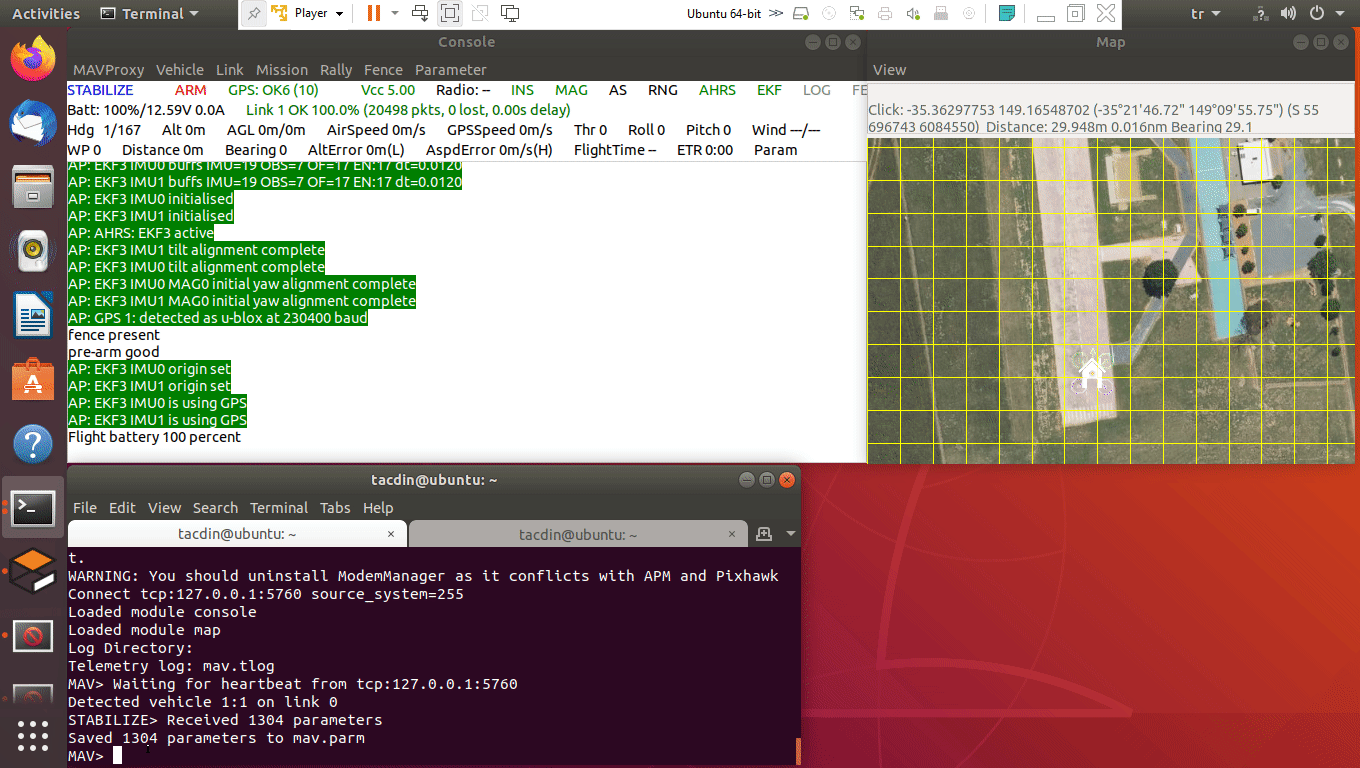 Activities Terminal Player Ubuntu 64-bit tr
Console
MAVProxy Vehicle Link Mission Rally Fence Parameter
STABILIZE ARM GPS: OK6 (10) Vcc 5.00 Radio: -- INS MAG AS RNG AHRS EKF LOG FE
Batt: 100%/12.59V 0.0A Link 1 OK 100.0% (20498 pkts, 0 lost, 0.00s delay)
Hdg 1/167 Alt 0m AGL 0m/0m AirSpeed 0m/s GPSSpeed 0m/s Thr 0 Roll 0 Pitch 0 Wind ---/---
WP 0 Distance 0m Bearing 0 AltError 0m(L) AspdError 0m/s(H) FlightTime -- ETR 0:00 Param
AP: EKF3 IMU0 buffs IMU=19 OBS=7 OF=17 EN:17 dt=0.0120
AP: EKF3 IMU1 buffs IMU=19 OBS=7 OF=17 EN:17 dt=0.0120
AP: EKF3 IMU0 initialised
AP: EKF3 IMU1 initialised
AP: AHRS: EKF3 active
AP: EKF3 IMU1 tilt alignment complete
AP: EKF3 IMU0 tilt alignment complete
AP: EKF3 IMU0 MAG0 initial yaw alignment complete
AP: EKF3 IMU1 MAG0 initial yaw alignment complete
AP: GPS 1: detected as u-blox at 230400 baud
fence present
pre-arm good
AP: EKF3 IMU0 origin set
AP: EKF3 IMU1 origin set
AP: EKF3 IMU0 is using GPS
AP: EKF3 IMU1 is using GPS
Flight battery 100 percent
Map
View
Click: -35.36297753 149.16548702 (-35°21'46.72" 149°09'55.75") (S 55
696743 6084550) Distance: 29.948m 0.016nm Bearing 29.1
tacdin@ubuntu: ~
File Edit View Search Terminal Tabs Help
tacdin@ubuntu: ~ × tacdin@ubuntu: ~ ×
t.
WARNING: You should uninstall ModemManager as it conflicts with APM and Pixhawk
Connect tcp:127.0.0.1:5760 source_system=255
Loaded module console
Loaded module map
Log Directory:
Telemetry log: mav.tlog
MAV> Waiting for heartbeat from tcp:127.0.0.1:5760
Detected vehicle 1:1 on link 0
STABILIZE> Received 1304 parameters
Saved 1304 parameters to mav.parm
MAV>